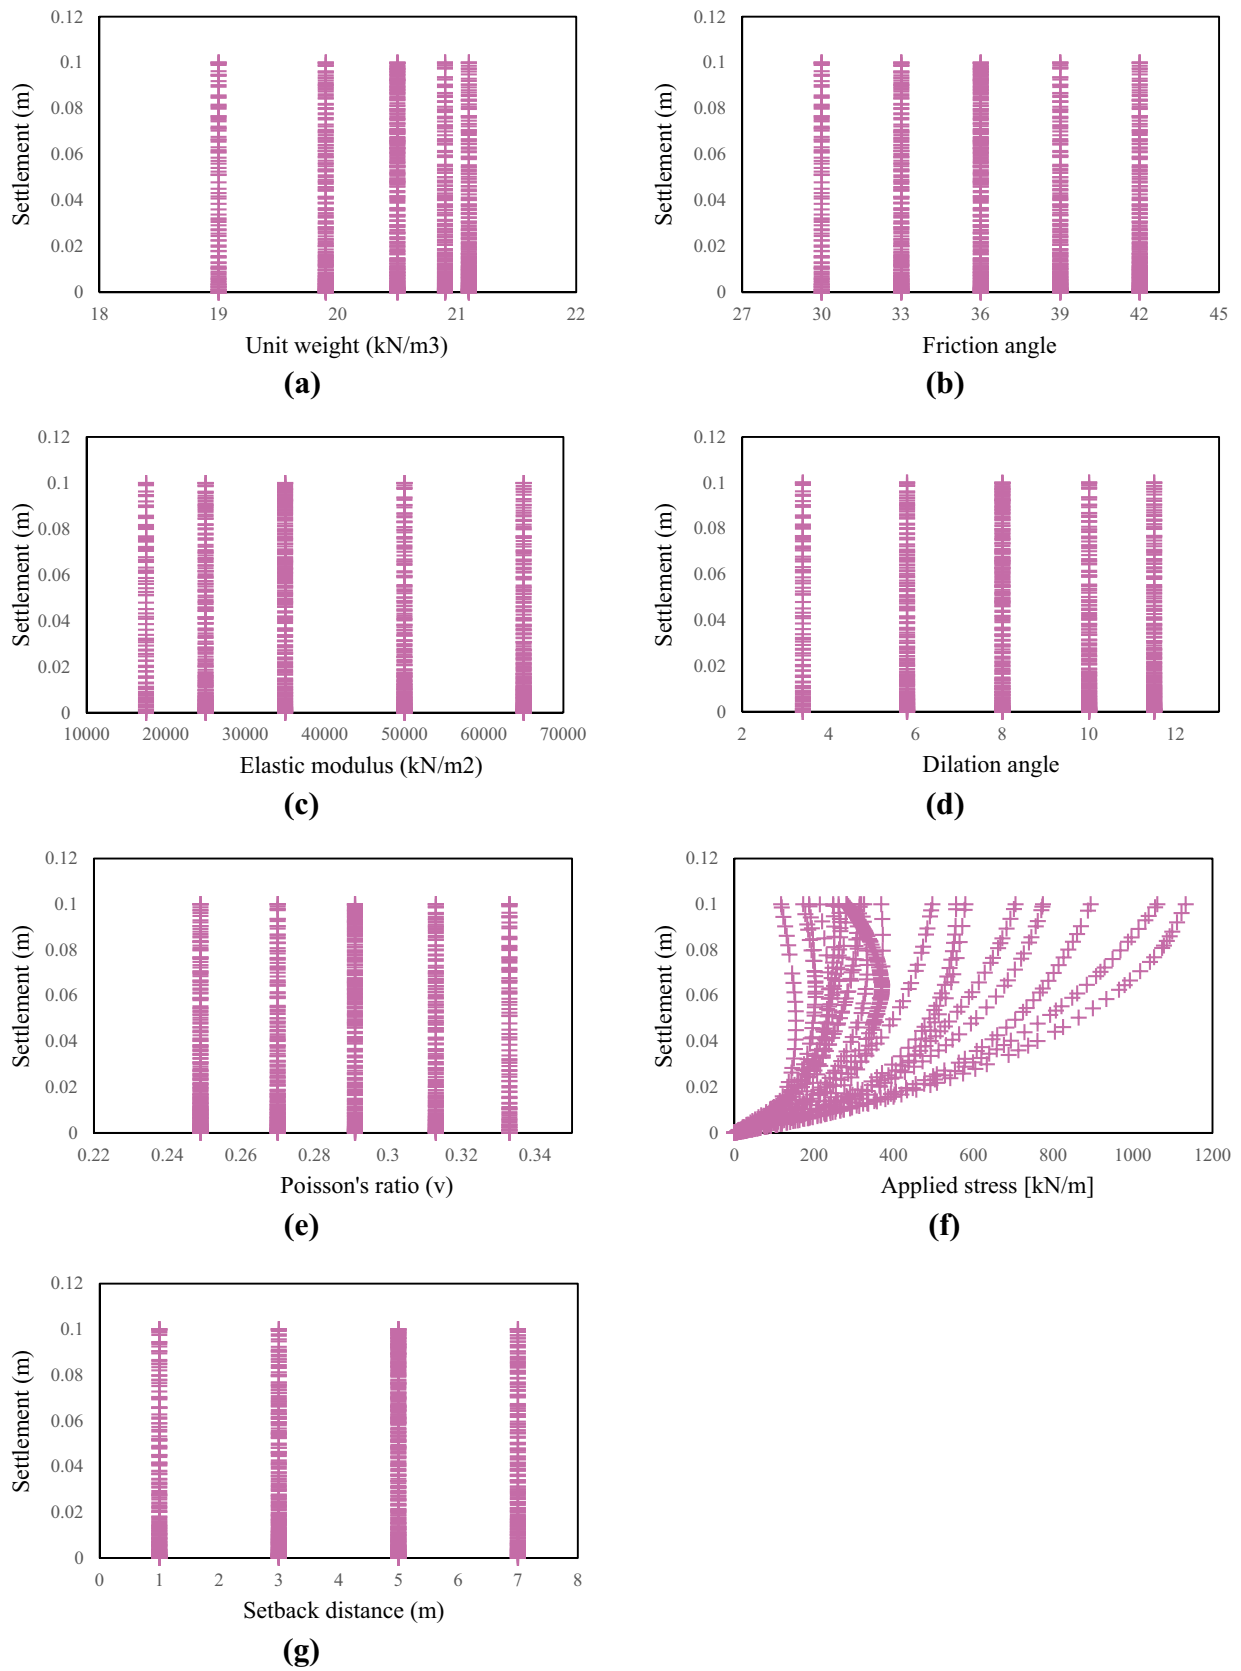 0.12
0.1
0.08
0.06
0.04
0.02
0
Settlement (m)
18 19 20 21 22
Unit weight (kN/m3)
(a)
0.12
0.1
0.08
0.06
0.04
0.02
0
Settlement (m)
27 30 33 36 39 42 45
Friction angle
(b)
0.12
0.1
0.08
0.06
0.04
0.02
0
Settlement (m)
10000 20000 30000 40000 50000 60000 70000
Elastic modulus (kN/m2)
(c)
0.12
0.1
0.08
0.06
0.04
0.02
0
Settlement (m)
2 4 6 8 10 12
Dilation angle
(d)
0.12
0.1
0.08
0.06
0.04
0.02
0
Settlement (m)
0.22 0.24 0.26 0.28 0.3 0.32 0.34
Poisson's ratio (v)
(e)
0.12
0.1
0.08
0.06
0.04
0.02
0
Settlement (m)
0 200 400 600 800 1000 1200
Applied stress [kN/m]
(f)
0.12
0.1
0.08
0.06
0.04
0.02
0
Settlement (m)
0 1 2 3 4 5 6 7 8
Setback distance (m)
(g)